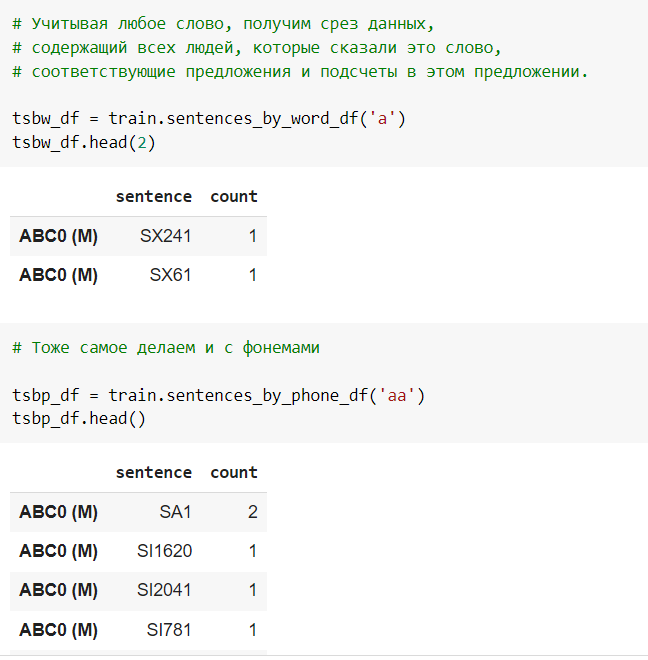 # Учитывая любое слово, получим срез данных,
# содержащий всех людей, которые сказали это слово,
# соответствующие предложения и подсчеты в этом предложении.
tsbw_df = train.sentences_by_word_df('a')
tsbw_df.head(2)
sentence count
ABC0 (M) SX241 1
ABC0 (M) SX61 1
# Тоже самое делаем и с фонемами
tsbp_df = train.sentences_by_phone_df('aa')
tsbp_df.head()
sentence count
ABC0 (M) SA1 2
ABC0 (M) SI1620 1
ABC0 (M) SI2041 1
ABC0 (M) SI781 1